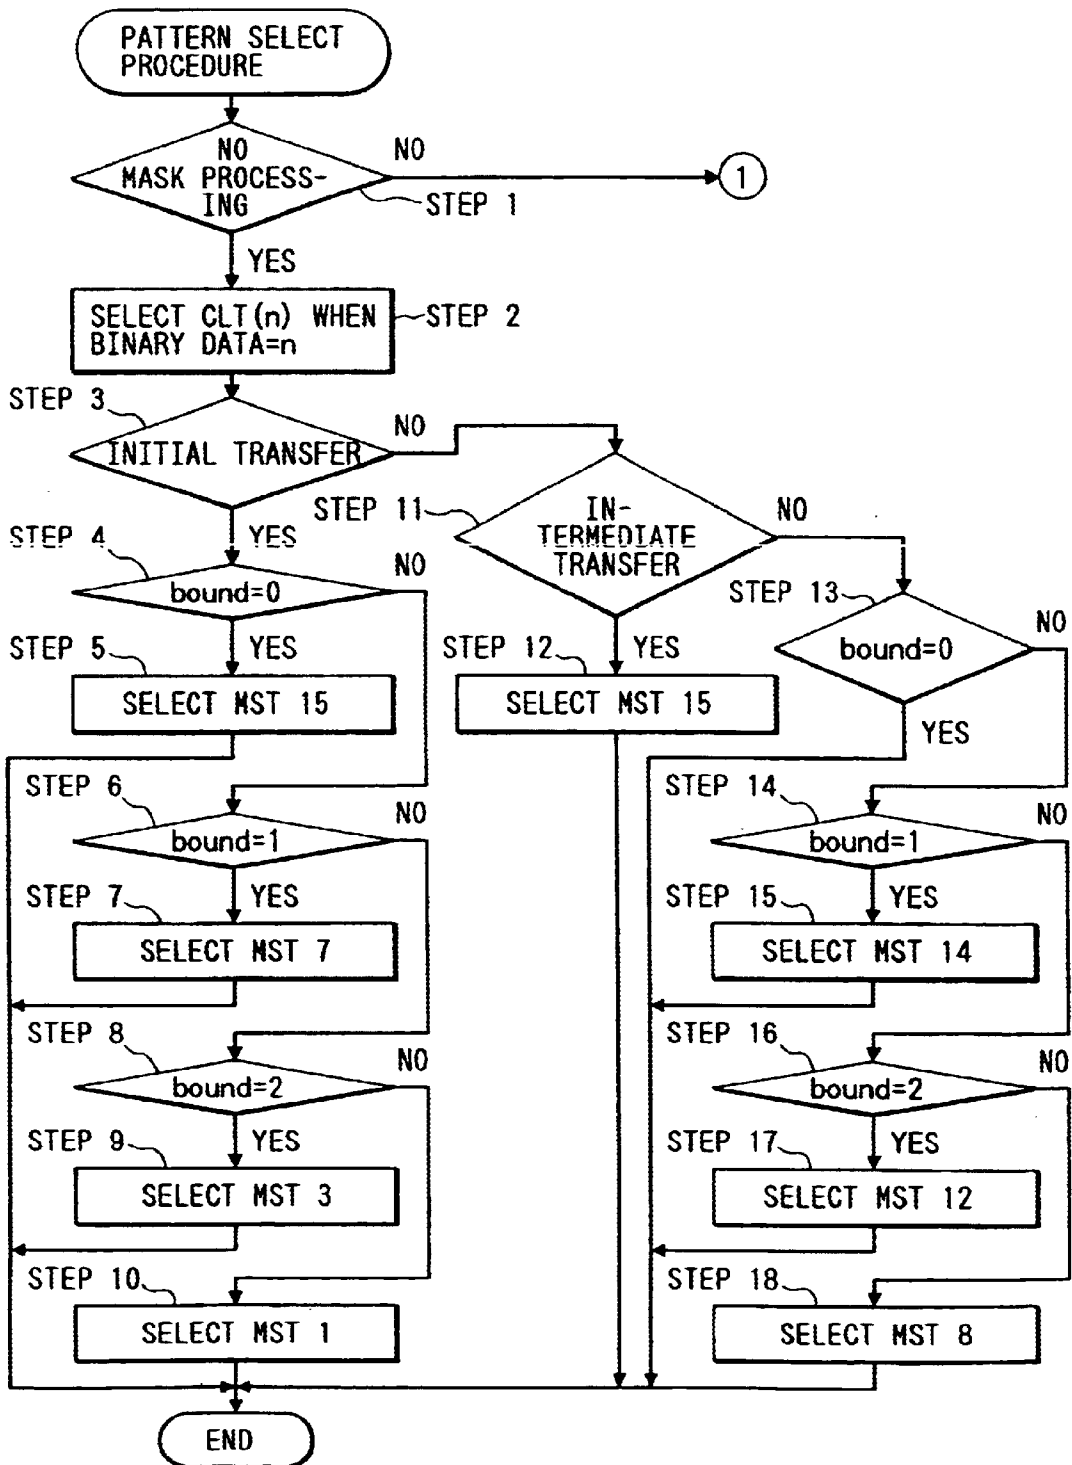 PATTERN SELECT
PROCEDURE
NO
MASK PROCESS-
ING
NO
1
STEP 1
YES
SELECT CLT(n) WHEN
BINARY DATA=n
STEP 2
STEP 3
INITIAL TRANSFER
NO
YES
STEP 4
bound=0
NO
YES
STEP 5
SELECT MST 15
STEP 6
bound=1
NO
YES
STEP 7
SELECT MST 7
STEP 8
bound=2
NO
YES
STEP 9
SELECT MST 3
STEP 10
SELECT MST 1
END
STEP 11
IN-
TERMEDIATE
TRANSFER
NO
YES
STEP 12
SELECT MST 15
STEP 13
bound=0
NO
YES
STEP 14
bound=1
NO
YES
STEP 15
SELECT MST 14
STEP 16
bound=2
NO
YES
STEP 17
SELECT MST 12
STEP 18
SELECT MST 8